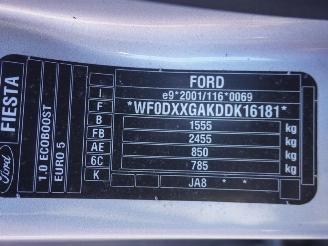 FORD
e9*2001/116*0069
*WF0DXXGAKDDK16181*
1555 kg
2455 kg
850 kg
785 kg
JA8 * *
I
F
B
FB
AE
6C
K
1.0 ECOBOOST
EURO 5
FIESTA
Ford